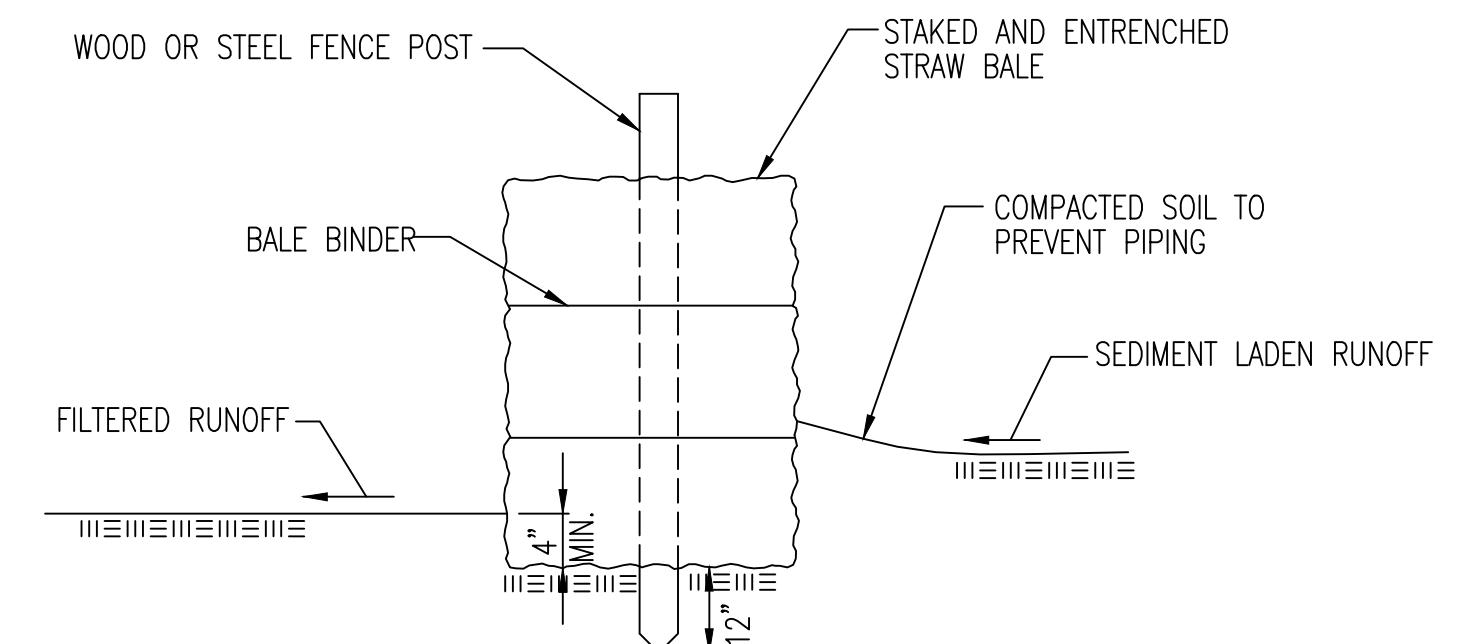 WOOD OR STEEL FENCE POST
STAKED AND ENTRENCHED
STRAW BALE
BALE BINDER
COMPACTED SOIL TO
PREVENT PIPING
SEDIMENT LADEN RUNOFF
FILTERED RUNOFF
4"
MIN.
12"